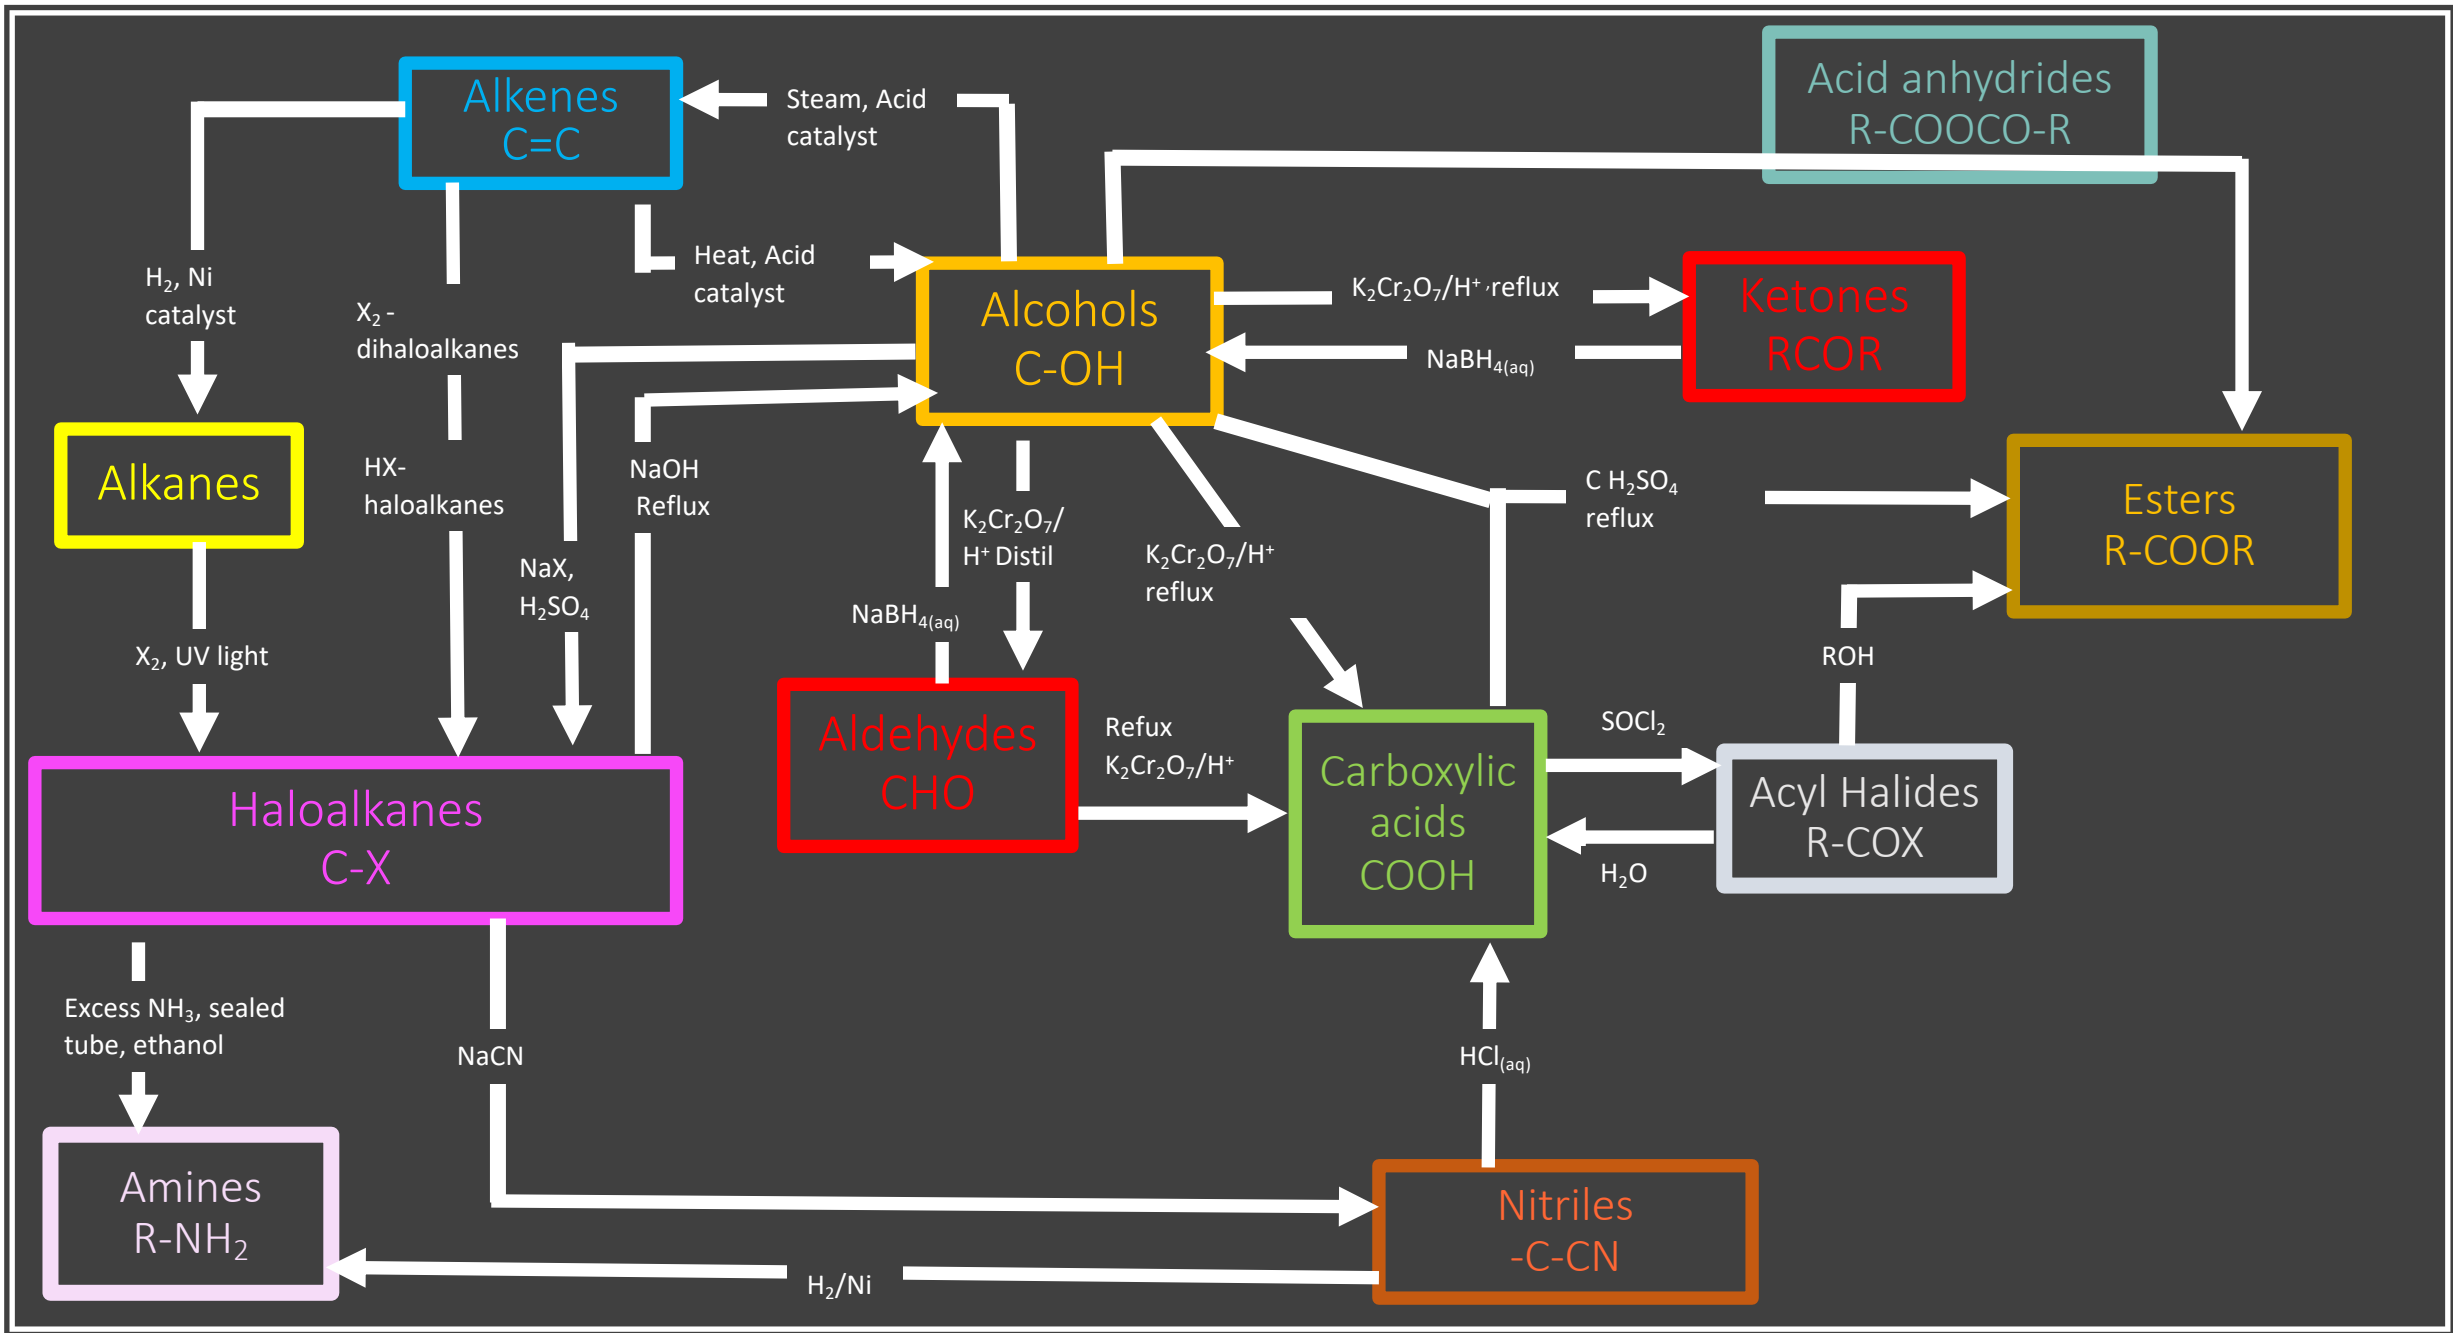 Alkenes
C=C
Steam, Acid
catalyst
Acid anhydrides
R-COOCO-R
H₂, Ni
catalyst
X₂ -
dihaloalkanes
Heat, Acid
catalyst
Alcohols
C-OH
K₂Cr₂O₇/H⁺ ,reflux
NaBH₄(aq)
Ketones
RCOR
Alkanes
HX-
haloalkanes
NaOH
Reflux
K₂Cr₂O₇/
H⁺ Distil
K₂Cr₂O₇/H⁺
reflux
C H₂SO₄
reflux
Esters
R-COOR
NaX,
H₂SO₄
NaBH₄(aq)
X₂, UV light
ROH
Aldehydes
CHO
Refux
K₂Cr₂O₇/H⁺
Carboxylic
acids
COOH
SOCl₂
H₂O
Acyl Halides
R-COX
Haloalkanes
C-X
Excess NH₃, sealed
tube, ethanol
NaCN
HCl(aq)
Amines
R-NH₂
H₂/Ni
Nitriles
-C-CN